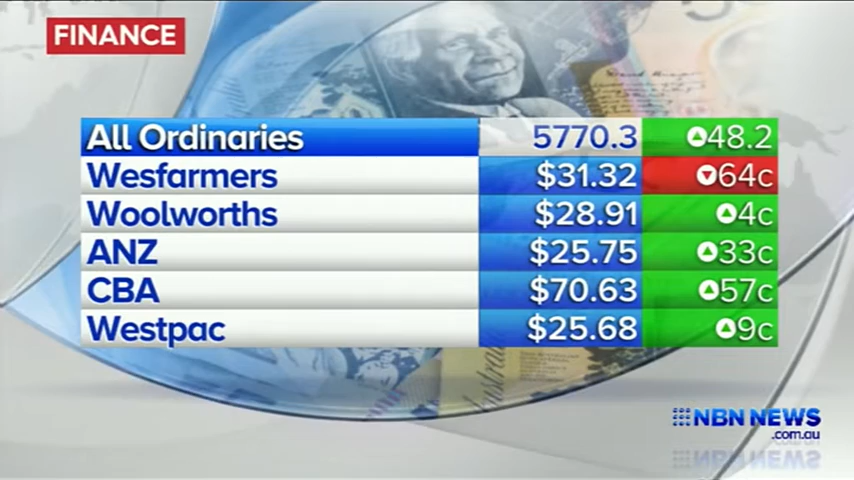 FINANCE
All Ordinaries 5770.3 ▲48.2
Wesfarmers $31.32 ▼64c
Woolworths $28.91 ▲4c
ANZ $25.75 ▲33c
CBA $70.63 ▲57c
Westpac $25.68 ▲9c
NBN NEWS
.com.au